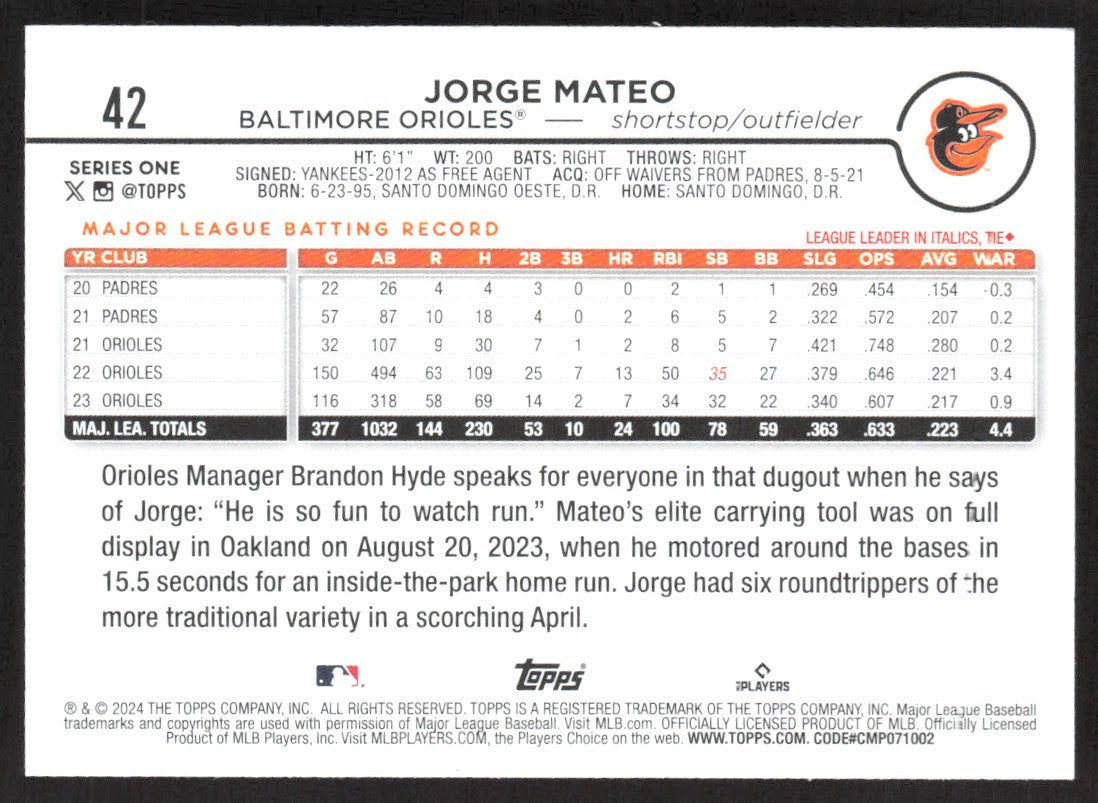 42
JORGE MATEO
BALTIMORE ORIOLES® — shortstop/outfielder
SERIES ONE
@TOPPS
HT: 6'1" WT: 200 BATS: RIGHT THROWS: RIGHT
SIGNED: YANKEES-2012 AS FREE AGENT ACQ: OFF WAIVERS FROM PADRES, 8-5-21
BORN: 6-23-95, SANTO DOMINGO OESTE, D.R. HOME: SANTO DOMINGO, D.R.
MAJOR LEAGUE BATTING RECORD
LEAGUE LEADER IN ITALICS, TIE♦
YR CLUB G AB R H 2B 3B HR RBI SB BB SLG OPS AVG WAR
20 PADRES 22 26 4 4 3 0 0 2 1 1 .269 .454 .154 -0.3
21 PADRES 57 87 10 18 4 0 2 6 5 2 .322 .572 .207 0.2
21 ORIOLES 32 107 9 30 7 1 2 8 5 7 .421 .748 .280 0.2
22 ORIOLES 150 494 63 109 25 7 13 50 35 27 .379 .646 .221 3.4
23 ORIOLES 116 318 58 69 14 2 7 34 32 22 .340 .607 .217 0.9
MAJ. LEA. TOTALS 377 1032 144 230 53 10 24 100 78 59 .363 .633 .223 4.4
Orioles Manager Brandon Hyde speaks for everyone in that dugout when he says
of Jorge: “He is so fun to watch run.” Mateo’s elite carrying tool was on full
display in Oakland on August 20, 2023, when he motored around the bases in
15.5 seconds for an inside-the-park home run. Jorge had six roundtrippers of the
more traditional variety in a scorching April.
topps®
PLAYERS
® & © 2024 THE TOPPS COMPANY, INC. ALL RIGHTS RESERVED. TOPPS IS A REGISTERED TRADEMARK OF THE TOPPS COMPANY, INC. Major League Baseball
trademarks and copyrights are used with permission of Major League Baseball. Visit MLB.com. OFFICIALLY LICENSED PRODUCT OF MLB. Officially Licensed
Product of MLB Players, Inc. Visit MLBPLAYERS.COM, the Players Choice on the web. WWW.TOPPS.COM. CODE#CMP071002